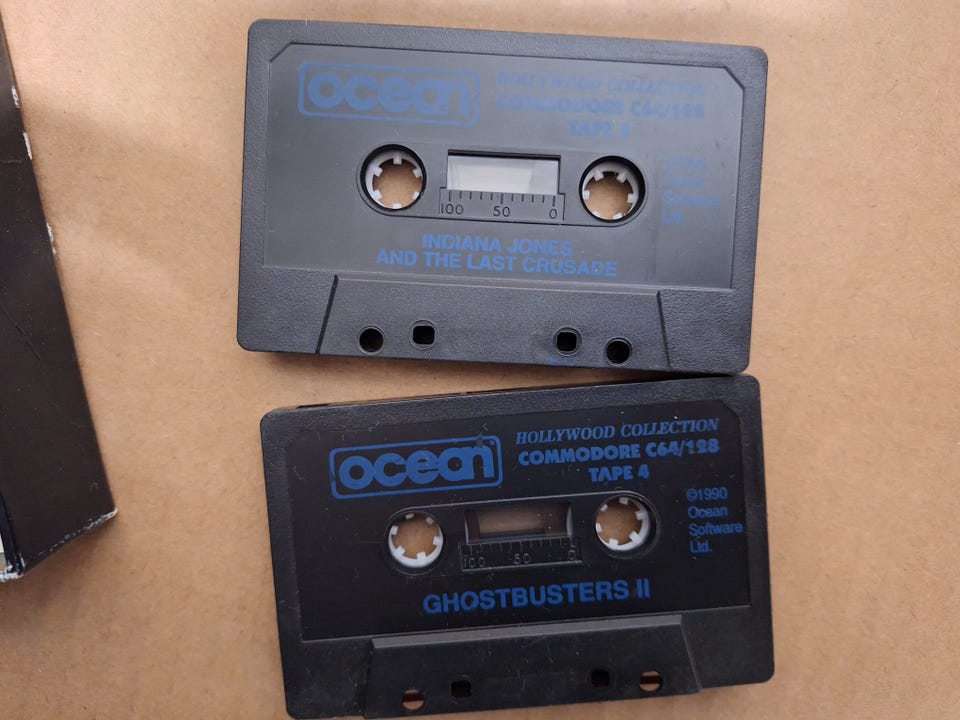 ocean
HOLLYWOOD COLLECTION
COMMODORE C64/128
TAPE
Software
Ltd.
100 50 0
INDIANA JONES
AND THE LAST CRUSADE
ocean
HOLLYWOOD COLLECTION
COMMODORE C64/128
TAPE 4
©1990
Ocean
Software
Ltd.
100 50 0
GHOSTBUSTERS II